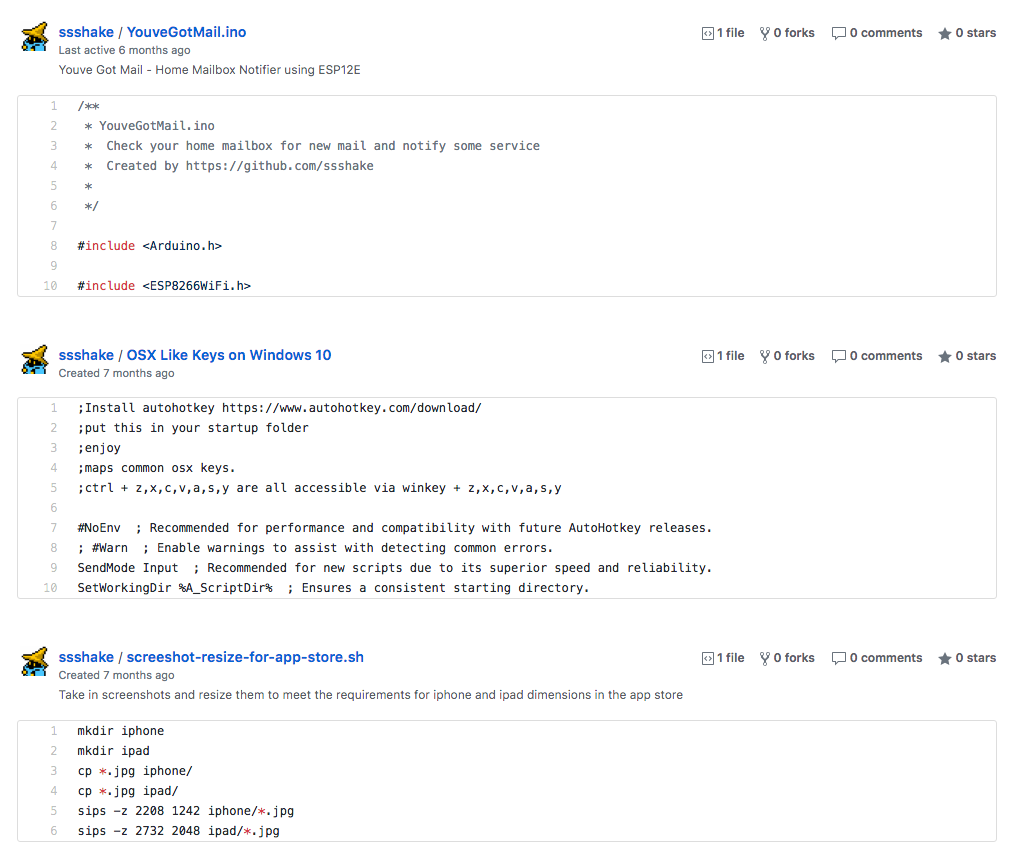 ssshake / YouveGotMail.ino 1 file 0 forks 0 comments 0 stars
Last active 6 months ago
Youve Got Mail - Home Mailbox Notifier using ESP12E
1 /**
2  * YouveGotMail.ino
3  *  Check your home mailbox for new mail and notify some service
4  *  Created by https://github.com/ssshake
5  *
6  */
7
8 #include <Arduino.h>
9
10 #include <ESP8266WiFi.h>
ssshake / OSX Like Keys on Windows 10 1 file 0 forks 0 comments 0 stars
Created 7 months ago
1 ;Install autohotkey https://www.autohotkey.com/download/
2 ;put this in your startup folder
3 ;enjoy
4 ;maps common osx keys.
5 ;ctrl + z,x,c,v,a,s,y are all accessible via winkey + z,x,c,v,a,s,y
6
7 #NoEnv  ; Recommended for performance and compatibility with future AutoHotkey releases.
8 ; #Warn  ; Enable warnings to assist with detecting common errors.
9 SendMode Input  ; Recommended for new scripts due to its superior speed and reliability.
10 SetWorkingDir %A_ScriptDir%  ; Ensures a consistent starting directory.
ssshake / screeshot-resize-for-app-store.sh 1 file 0 forks 0 comments 0 stars
Created 7 months ago
Take in screenshots and resize them to meet the requirements for iphone and ipad dimensions in the app store
1 mkdir iphone
2 mkdir ipad
3 cp *.jpg iphone/
4 cp *.jpg ipad/
5 sips -z 2208 1242 iphone/*.jpg
6 sips -z 2732 2048 ipad/*.jpg